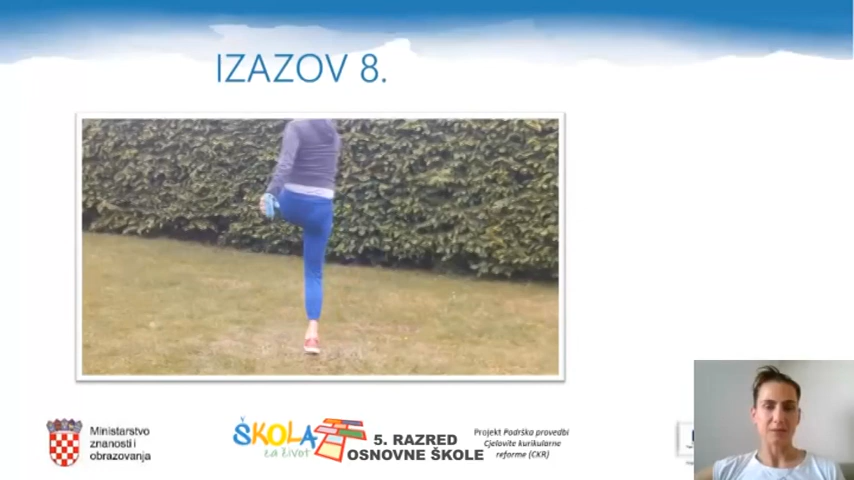 IZAZOV 8.
Ministarstvo
znanosti i
obrazovanja
ŠKOLA
za život
5. RAZRED
OSNOVNE ŠKOLE
Projekt Podrška provedbi
Cjelovite kurikularne
reforme (CKR)